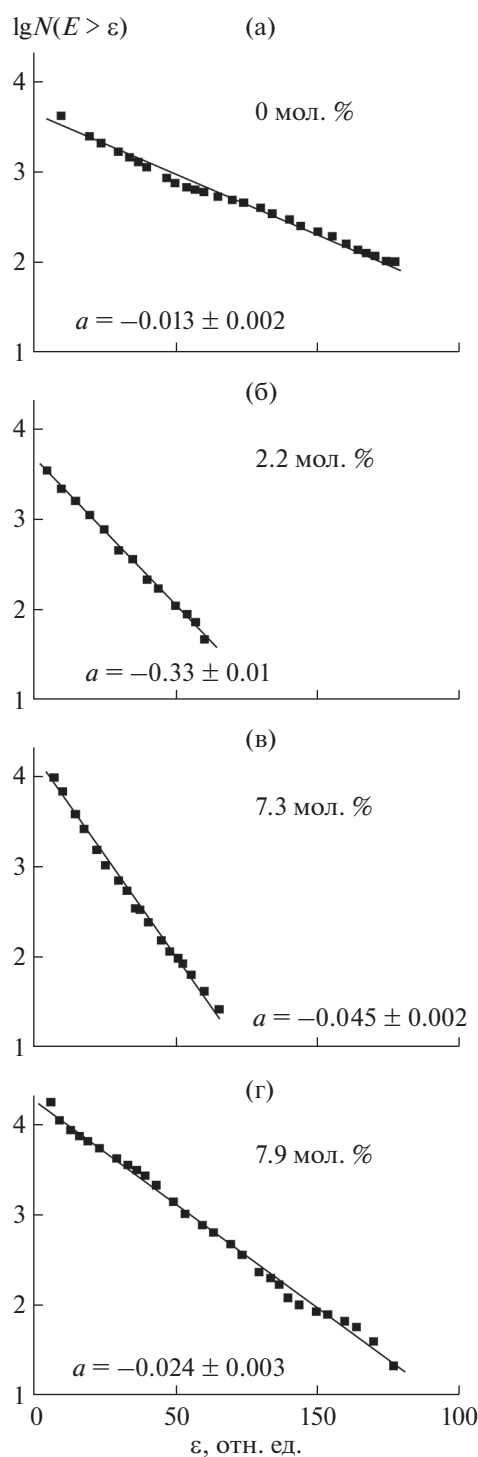 lgN(E > ε)
(а)
4
0 мол. %
3
2
a = −0.013 ± 0.002
1
(б)
4
2.2 мол. %
3
2
a = −0.33 ± 0.01
1
(в)
4
7.3 мол. %
3
2
a = −0.045 ± 0.002
1
(г)
4
7.9 мол. %
3
2
a = −0.024 ± 0.003
1
0 50 150 100
ε, отн. ед.